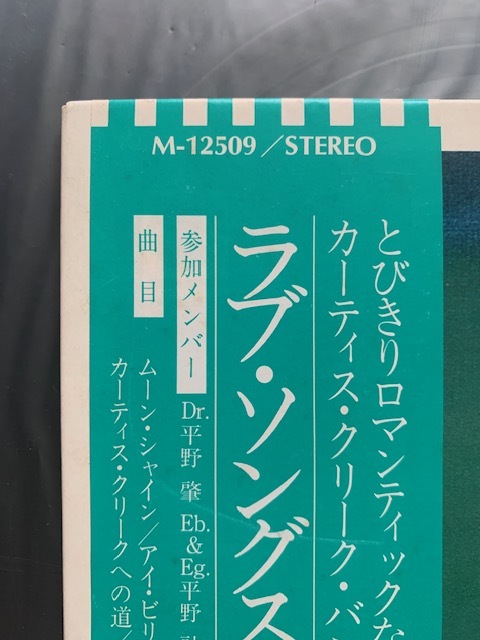 M-12509/STEREO
とびきりロマンティックな
カーティス・クリーク・バ
ラブ・ソングス
参加メンバー Dr.平野 肇 Eb.&Eg.平野
曲目 ムーン・シャイン/アイ・ビリ
カーティス・クリークへの道/